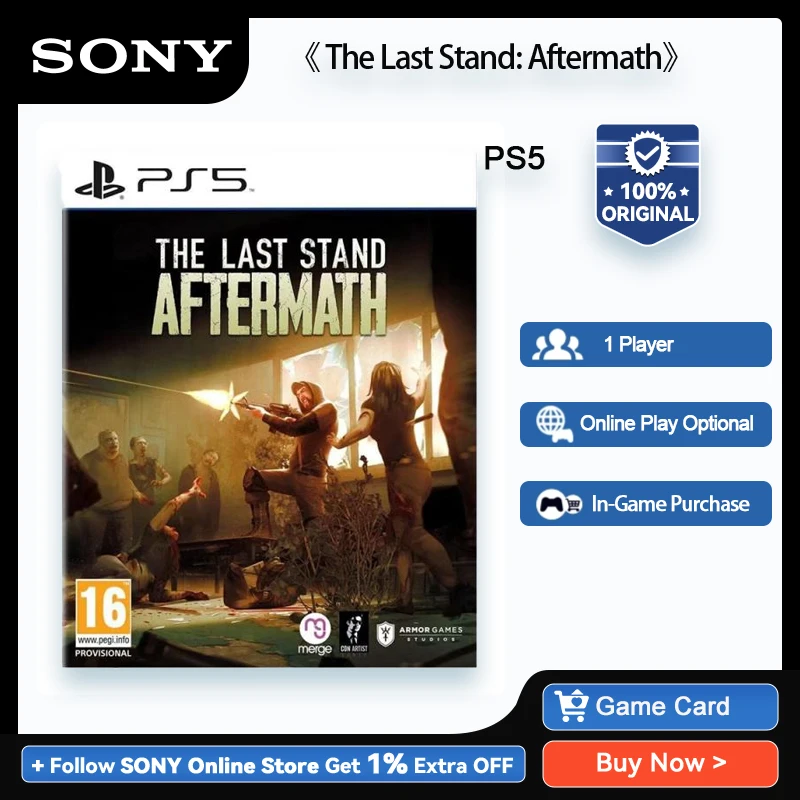 SONY
《 The Last Stand: Aftermath》
PS5
PS5
100%
ORIGINAL
THE LAST STAND
AFTERMATH
1 Player
Online Play Optional
In-Game Purchase
16
www.pegi.info
PROVISIONAL
merge
CON ARTIST
ARMOR GAMES
STUDIOS
Game Card
+ Follow SONY Online Store Get 1% Extra OFF
Buy Now >